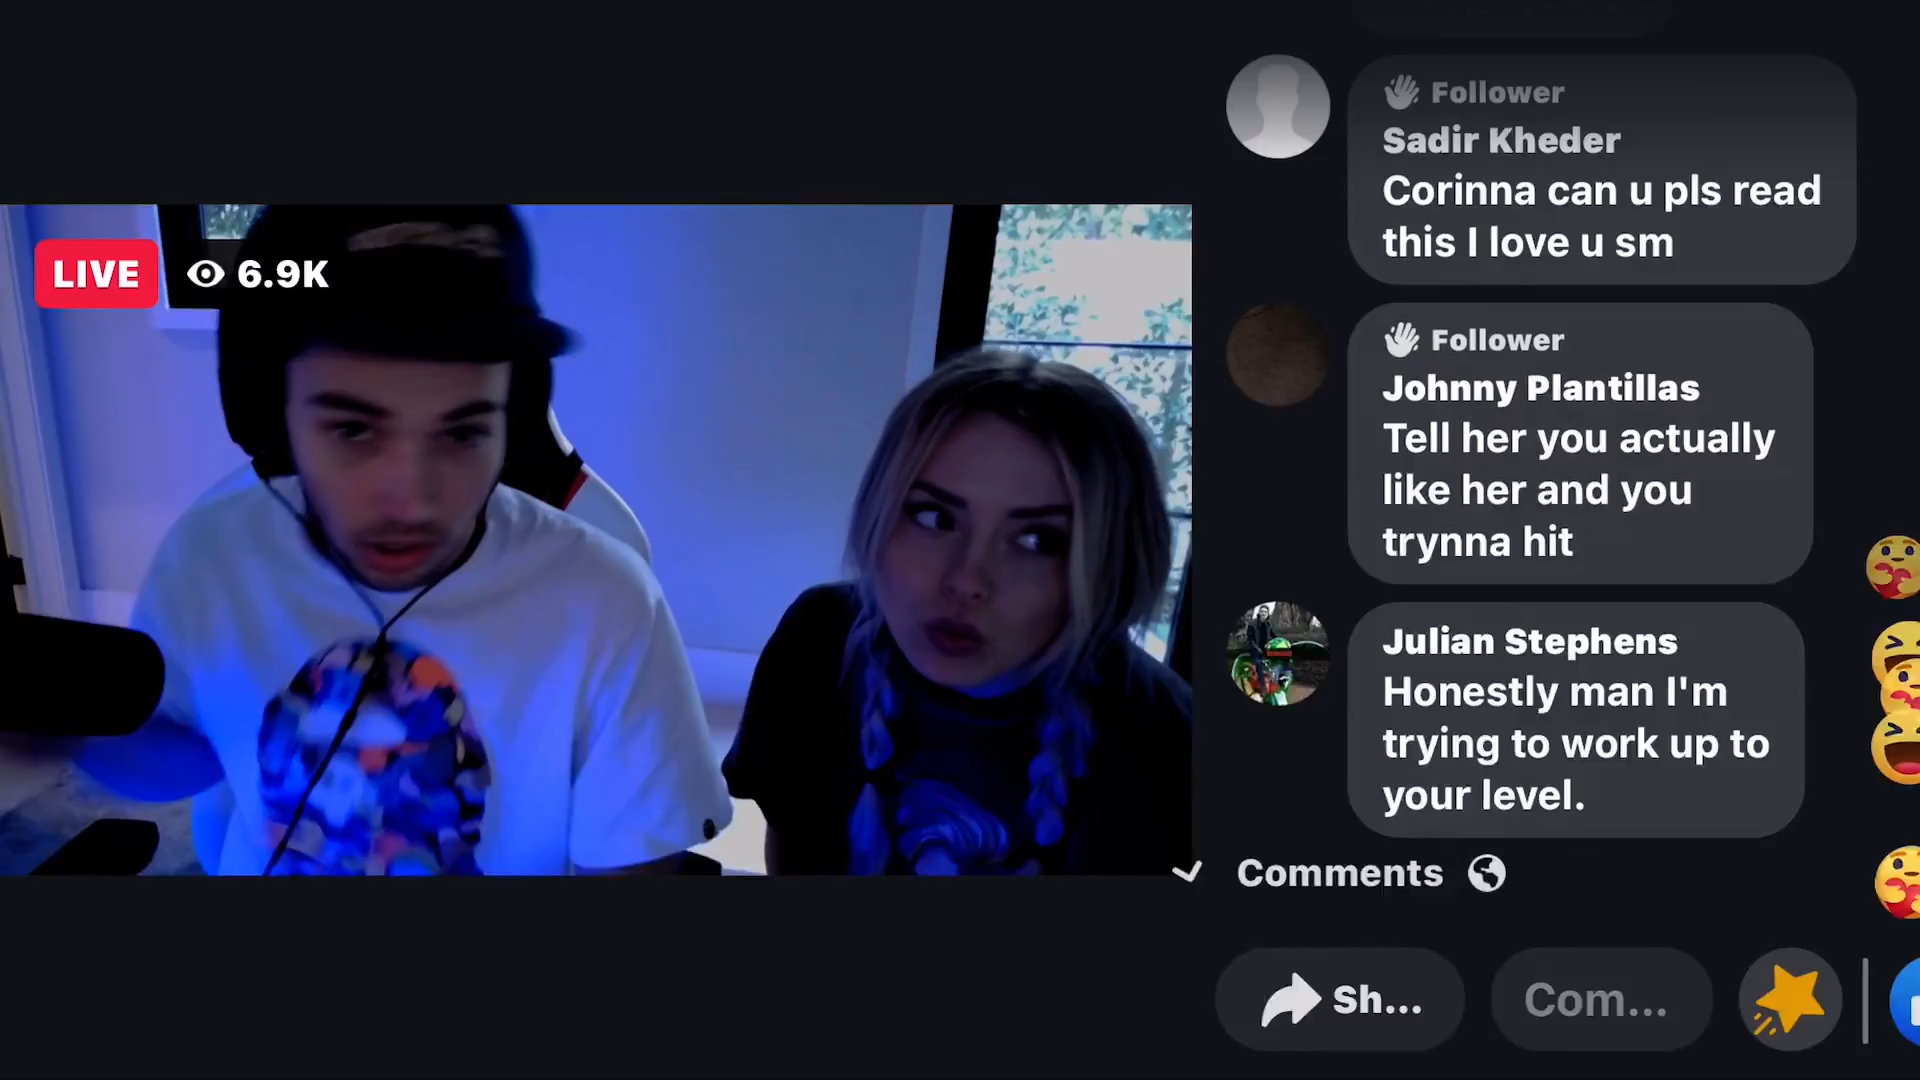 LIVE
6.9K
Follower
Sadir Kheder
Corinna can u pls read
this I love u sm
Follower
Johnny Plantillas
Tell her you actually
like her and you
trynna hit
Julian Stephens
Honestly man I'm
trying to work up to
your level.
Comments
Sh...
Com...